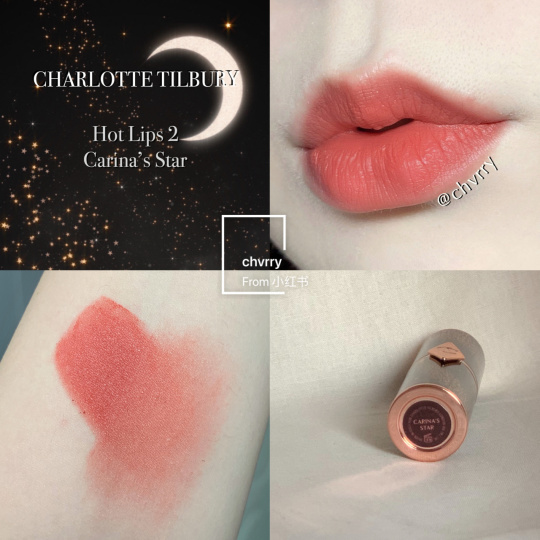 CHARLOTTE TILBURY
Hot Lips 2
Carina's Star
@chvrry
chvrry
From 小红书
CARINA'S
STAR